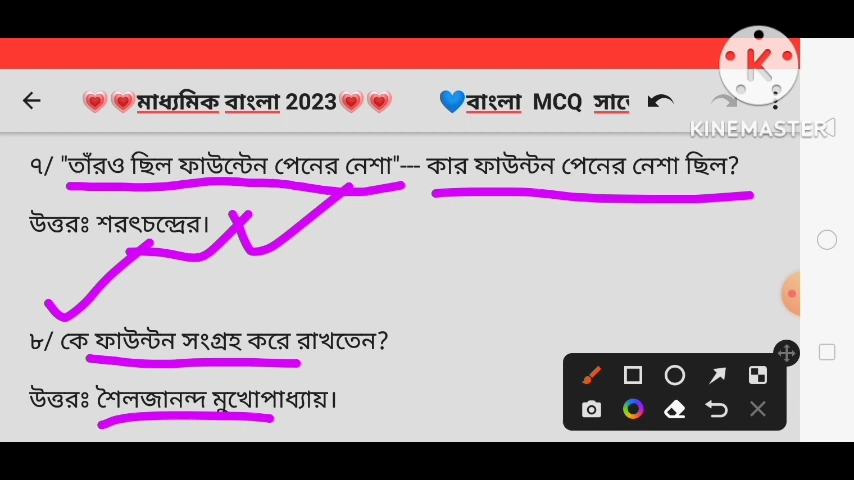 মাধ্যমিক বাংলা 2023 বাংলা MCQ
KINEMASTER
৭/ "তাঁরও ছিল ফাউন্টেন পেনের নেশা"--- কার ফাউন্টন পেনের নেশা ছিল?
উত্তরঃ শরৎচন্দ্রের।
৮/ কে ফাউন্টন সংগ্রহ করে রাখতেন?
উত্তরঃ শৈলজানন্দ মুখোপাধ্যায়।